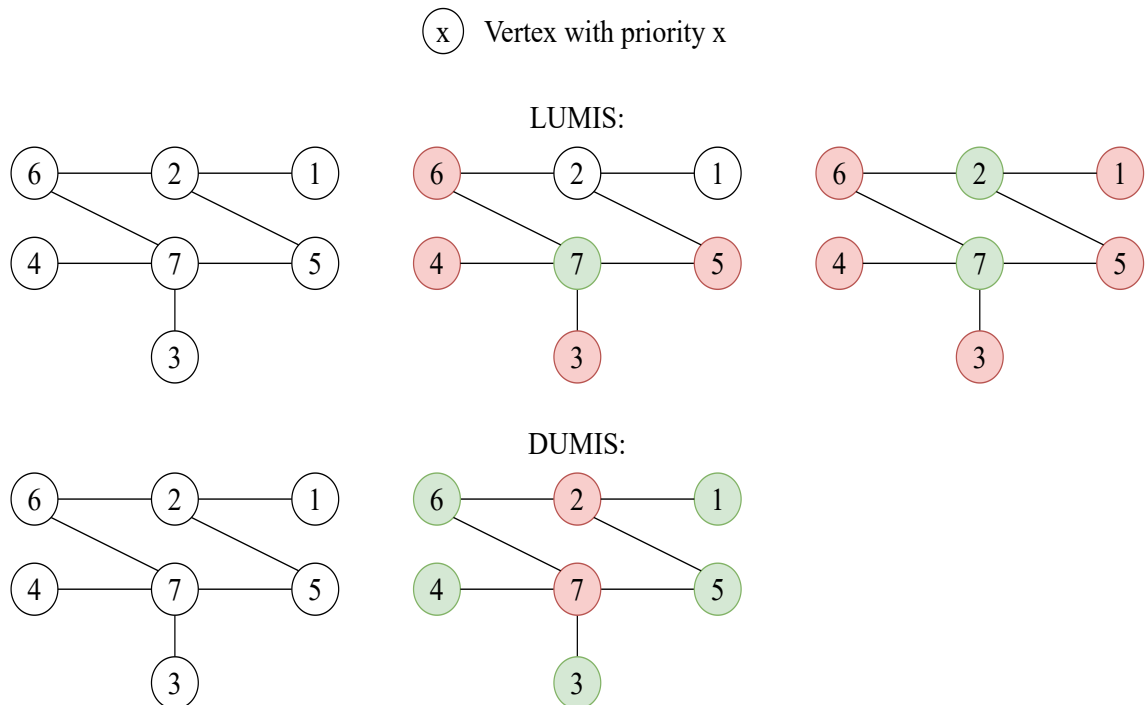 x Vertex with priority x
LUMIS:
6 2 1 6 2 1 6 2 1
4 7 5 4 7 5 4 7 5
3 3 3
DUMIS:
6 2 1 6 2 1
4 7 5 4 7 5
3 3